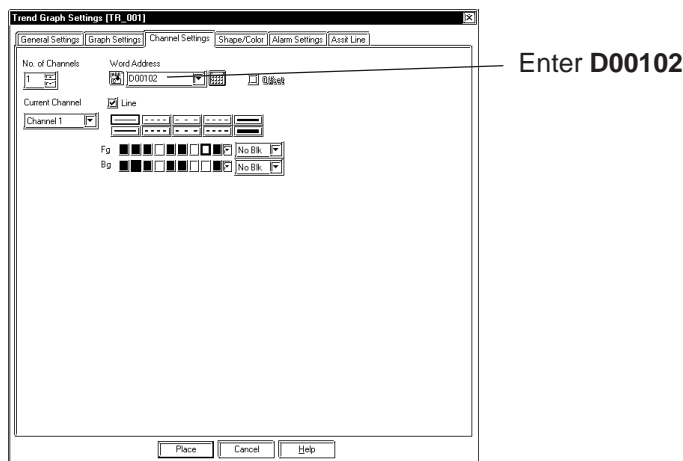 Trend Graph Settings [TR_001]
General Settings Graph Settings Channel Settings Shape/Color Alarm Settings Assit Line
No. of Channels Word Address
1 D00102 Offset
Enter D00102
Current Channel Line
Channel 1
Fg No Blk
Bg No Blk
Place Cancel Help